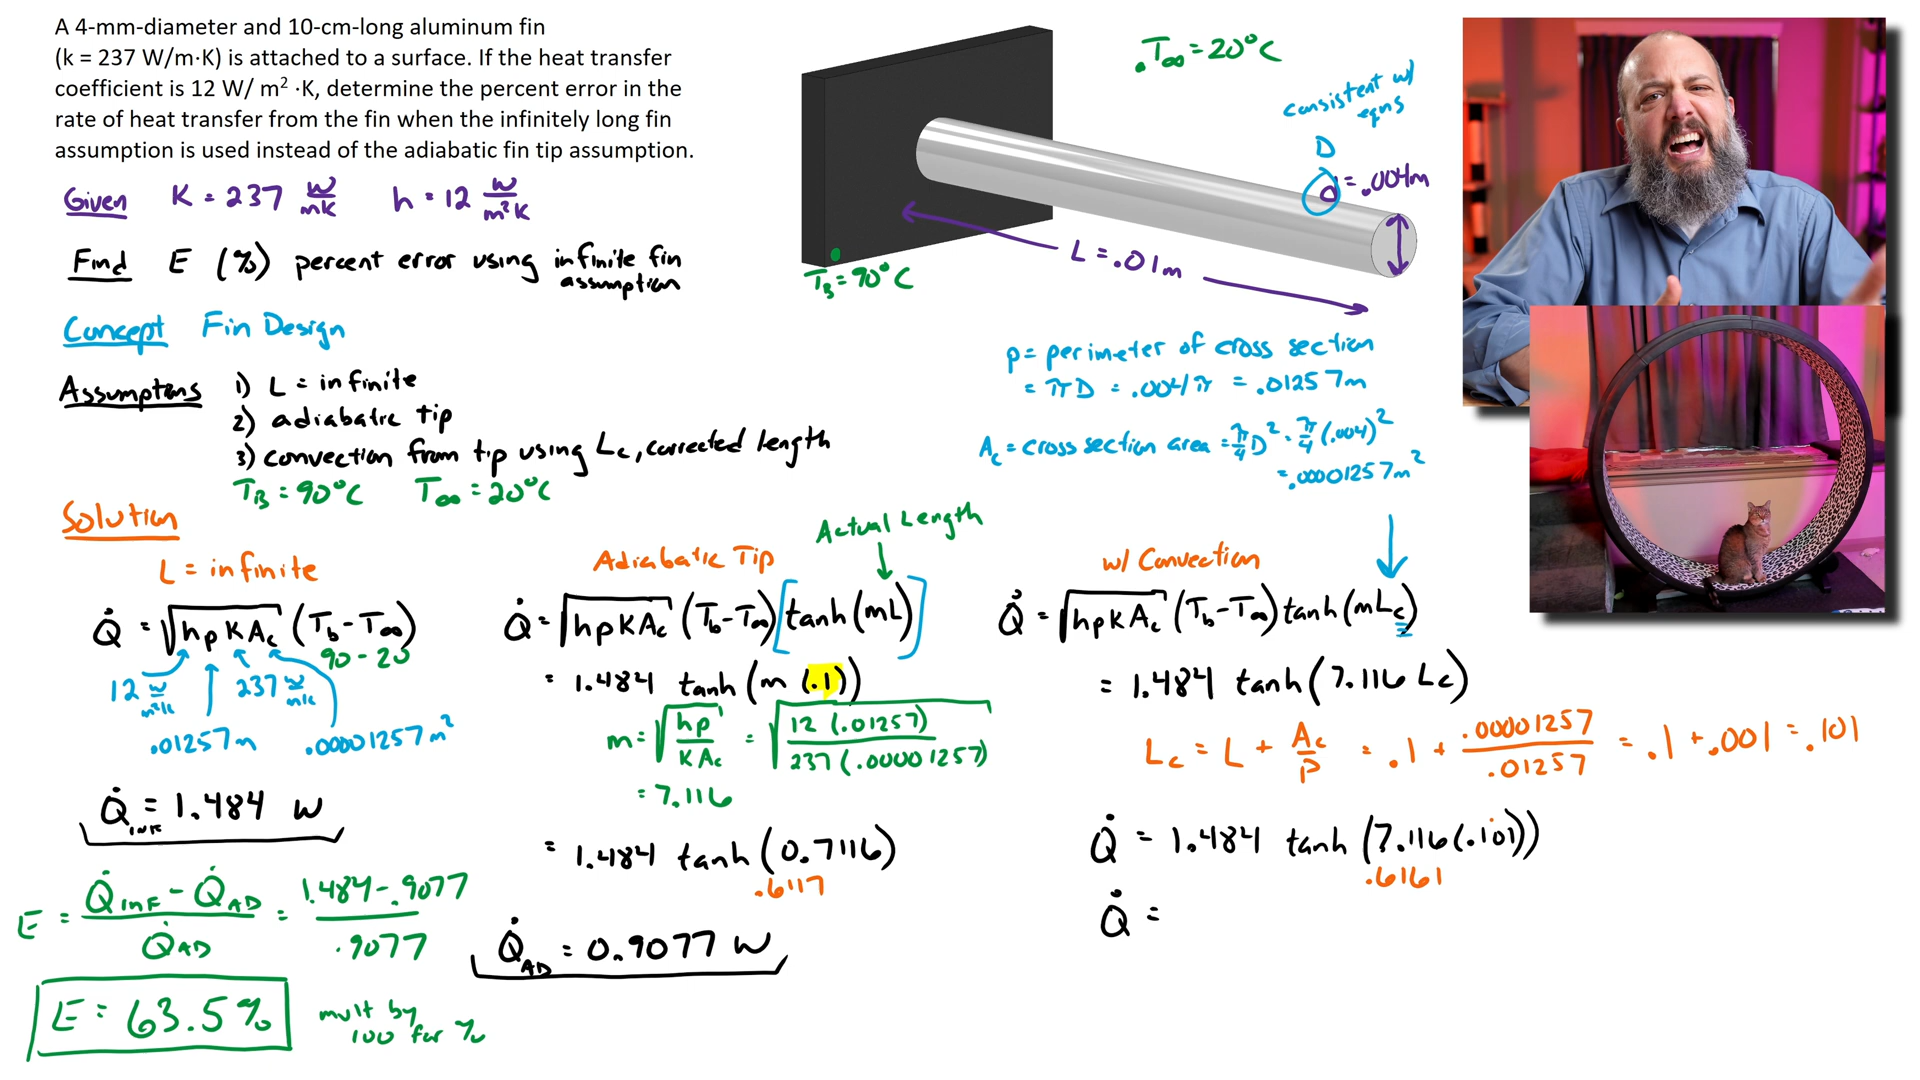 A 4-mm-diameter and 10-cm-long aluminum fin
(k = 237 W/m·K) is attached to a surface. If the heat transfer
coefficient is 12 W/ m² ·K, determine the percent error in the
rate of heat transfer from the fin when the infinitely long fin
assumption is used instead of the adiabatic fin tip assumption.
Given K = 237 W/mK h = 12 W/m²K
Find E (%) percent error using infinite fin
assumption
Concept Fin Design
Assumptons 1) L = infinite
2) adiabatic tip
3) convection from tip using Lc, corrected length
TB = 90°C T∞ = 20°C
.T∞ = 20°C
consistent w/
eqns
D
D = .004m
L = .01m
TB = 90°C
p = perimeter of cross section
= πD = .004π = .01257m
Ac = cross section area = π/4 D² = π/4 (.004)²
= .00001257m²
Solution
L = infinite
Q̇ = √hpKAc (Tb - T∞)
90 - 20
12 W/m²K 237 W/mK
.01257m .00001257m²
Q̇INF = 1.484 W
E = Q̇INF - Q̇AD / Q̇AD = 1.484 - .9077 / .9077
E = 63.5%
mult by
100 for %
Actual Length
Adiabatic Tip
Q̇ = √hpKAc (Tb - T∞)[tanh(mL)]
= 1.484 tanh(m(.1))
m = √hp/KAc = √12(.01257)/237(.00001257)
= 7.116
= 1.484 tanh(0.7116)
.6117
Q̇AD = 0.9077 W
w/ Convection
Q̇ = √hpKAc (Tb - T∞) tanh(mLc)
= 1.484 tanh(7.116 Lc)
Lc = L + Ac/P = .1 + .00001257/.01257 = .1 + .001 = .101
Q̇ = 1.484 tanh(7.116(.101))
.6161
Q̇ =